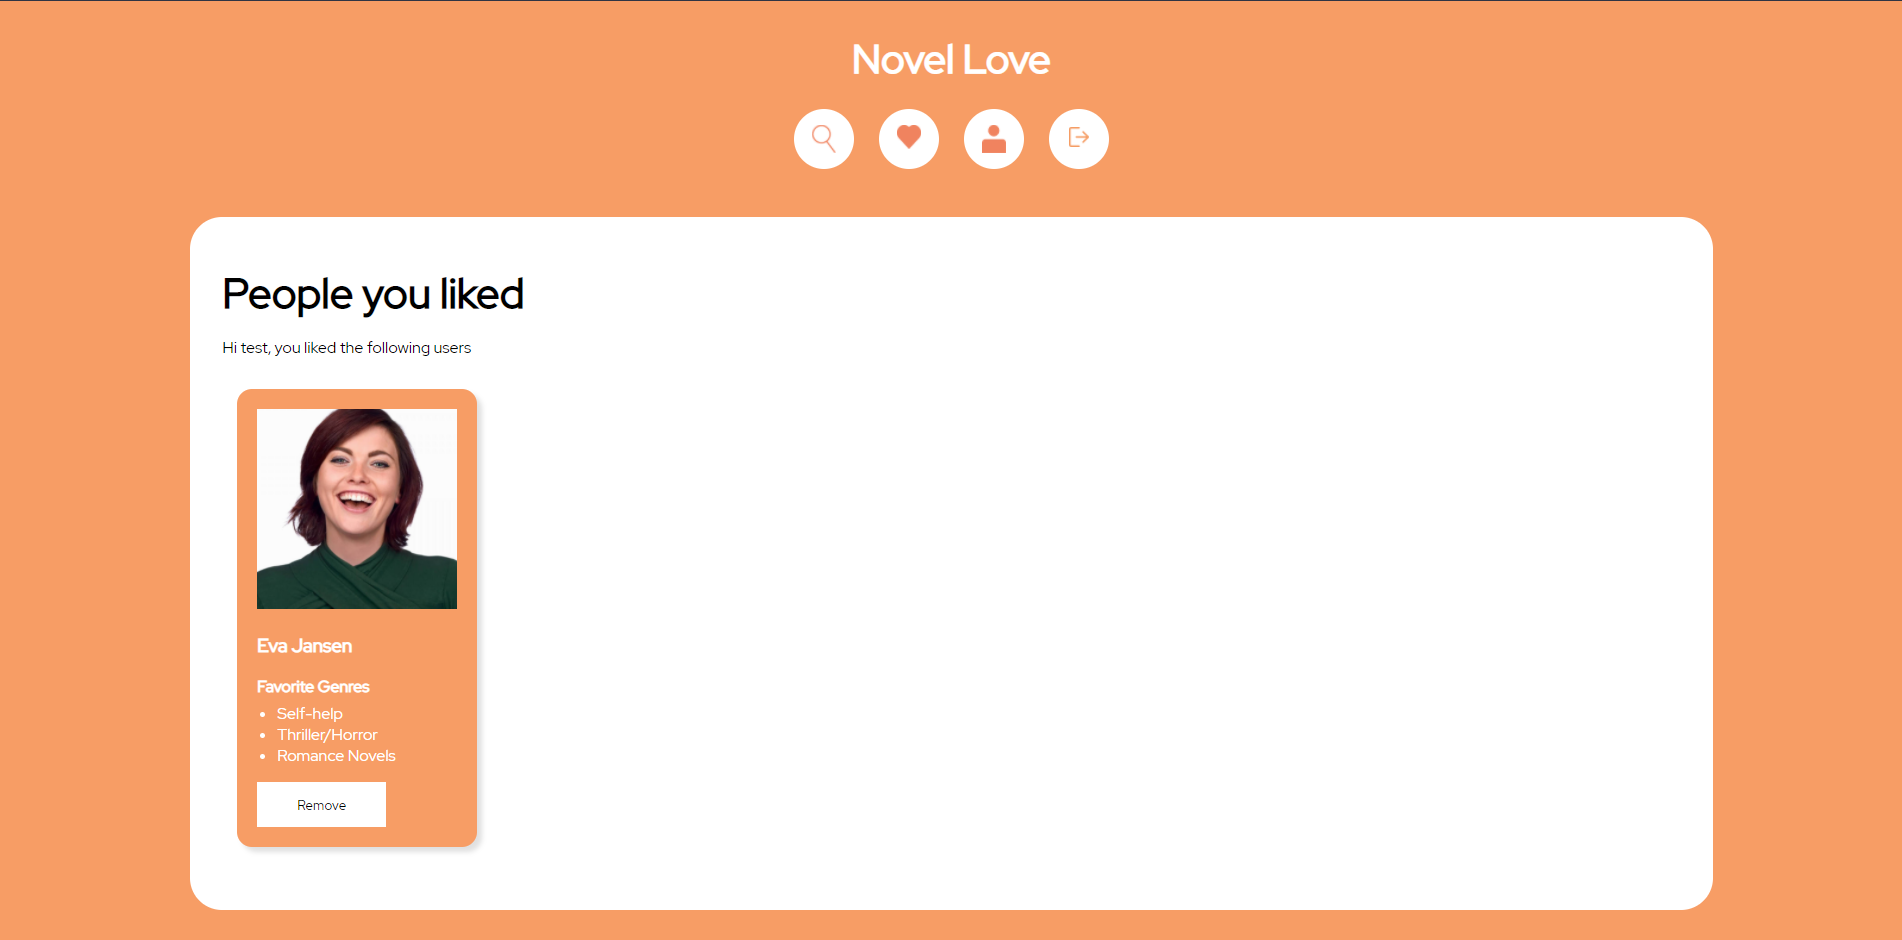 Novel Love
People you liked
Hi test, you liked the following users
Eva Jansen
Favorite Genres
Self-help
Thriller/Horror
Romance Novels
Remove